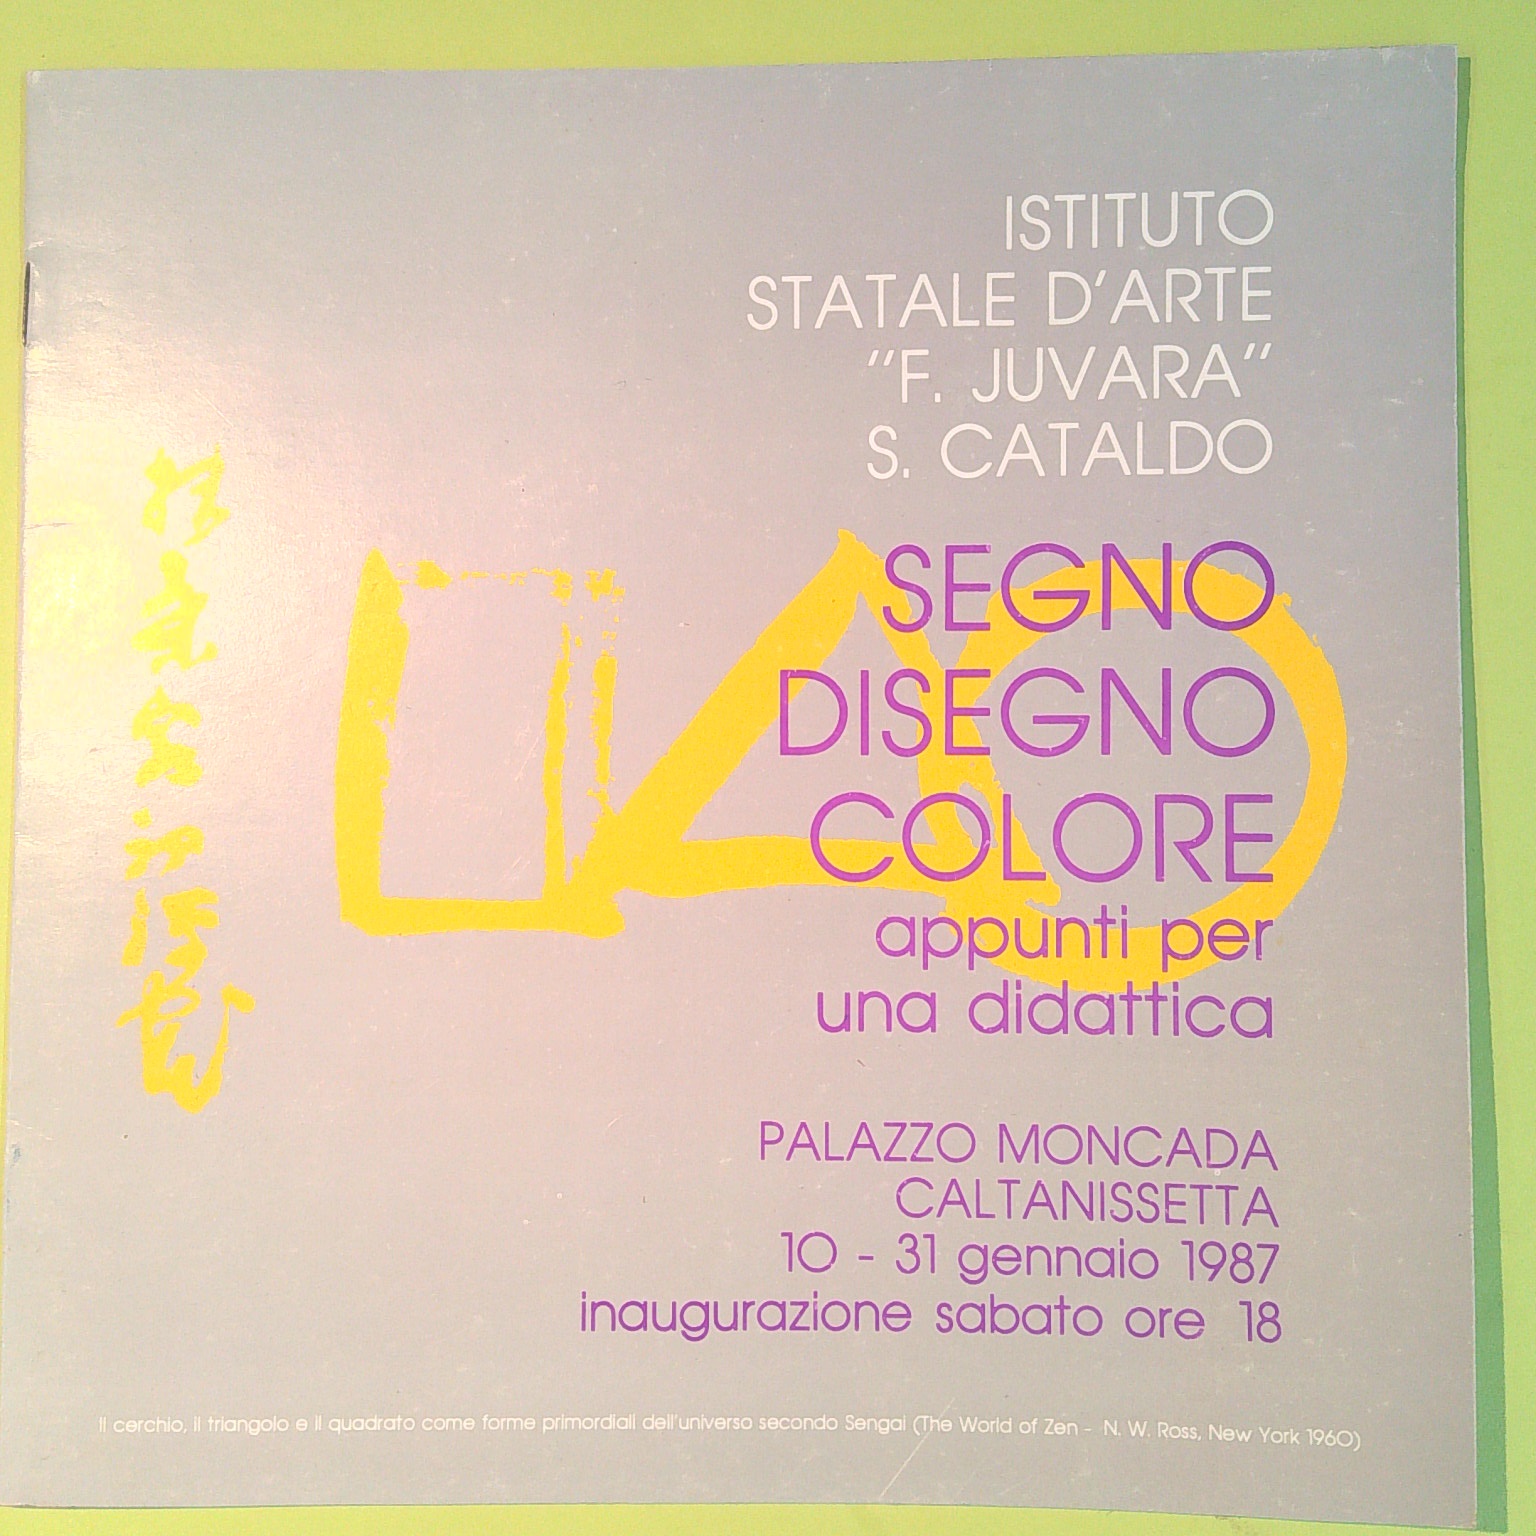 ISTITUTO
STATALE D'ARTE
"F. JUVARA"
S. CATALDO
SEGNO
DISEGNO
COLORE
appunti per
una didattica
PALAZZO MONCADA
CALTANISSETTA
10 - 31 gennaio 1987
inaugurazione sabato ore 18
Il cerchio, il triangolo e il quadrato come forme primordiali dell'universo secondo Sengai (The World of Zen - N. W. Ross, New York 1960)